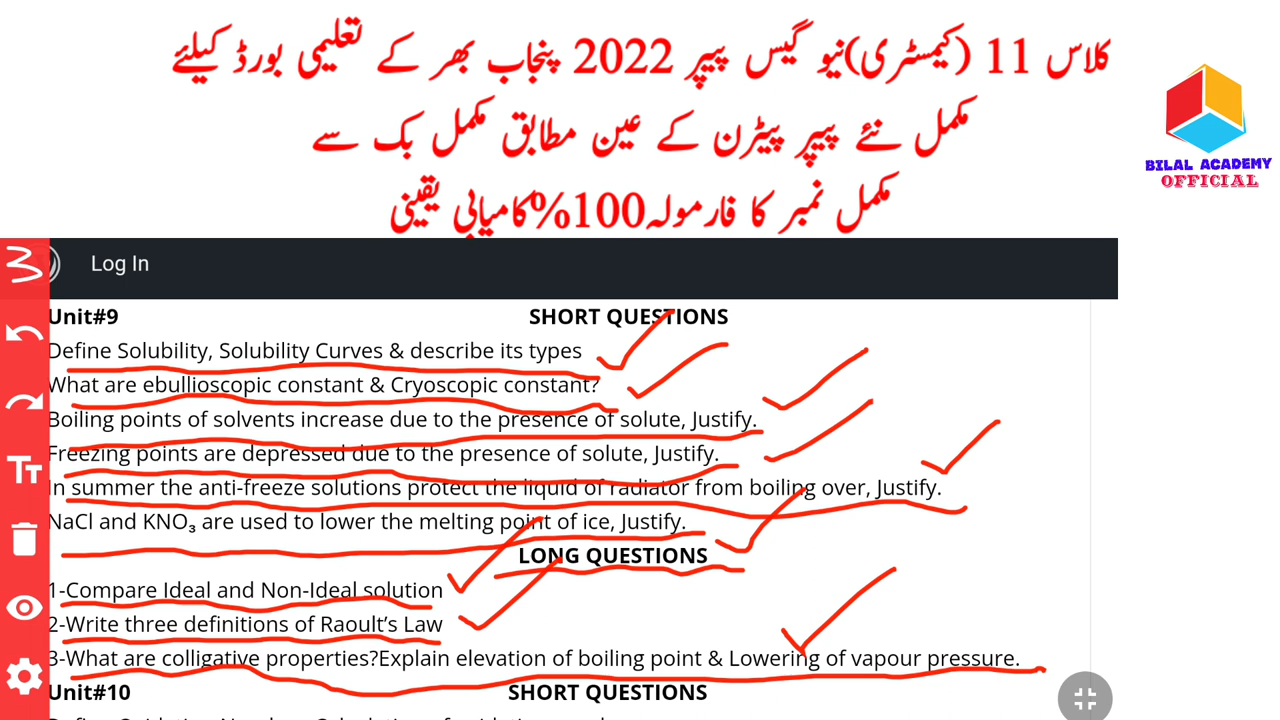 کلاس 11 (کیمسٹری)نیو گیس پیپر 2022 پنجاب بھر کے تعلیمی بورڈ کیلئے
مکمل نئے پیپر پیٹرن کے عین مطابق مکمل بک سے
مکمل نمبر کا فارمولہ100%کامیابی یقینی
BILAL ACADEMY
OFFICIAL
Log In
Unit#9 SHORT QUESTIONS
Define Solubility, Solubility Curves & describe its types
What are ebullioscopic constant & Cryoscopic constant?
Boiling points of solvents increase due to the presence of solute, Justify.
Freezing points are depressed due to the presence of solute, Justify.
In summer the anti-freeze solutions protect the liquid of radiator from boiling over, Justify.
NaCl and KNO₃ are used to lower the melting point of ice, Justify.
LONG QUESTIONS
1-Compare Ideal and Non-Ideal solution
2-Write three definitions of Raoult’s Law
3-What are colligative properties?Explain elevation of boiling point & Lowering of vapour pressure.
Unit#10 SHORT QUESTIONS